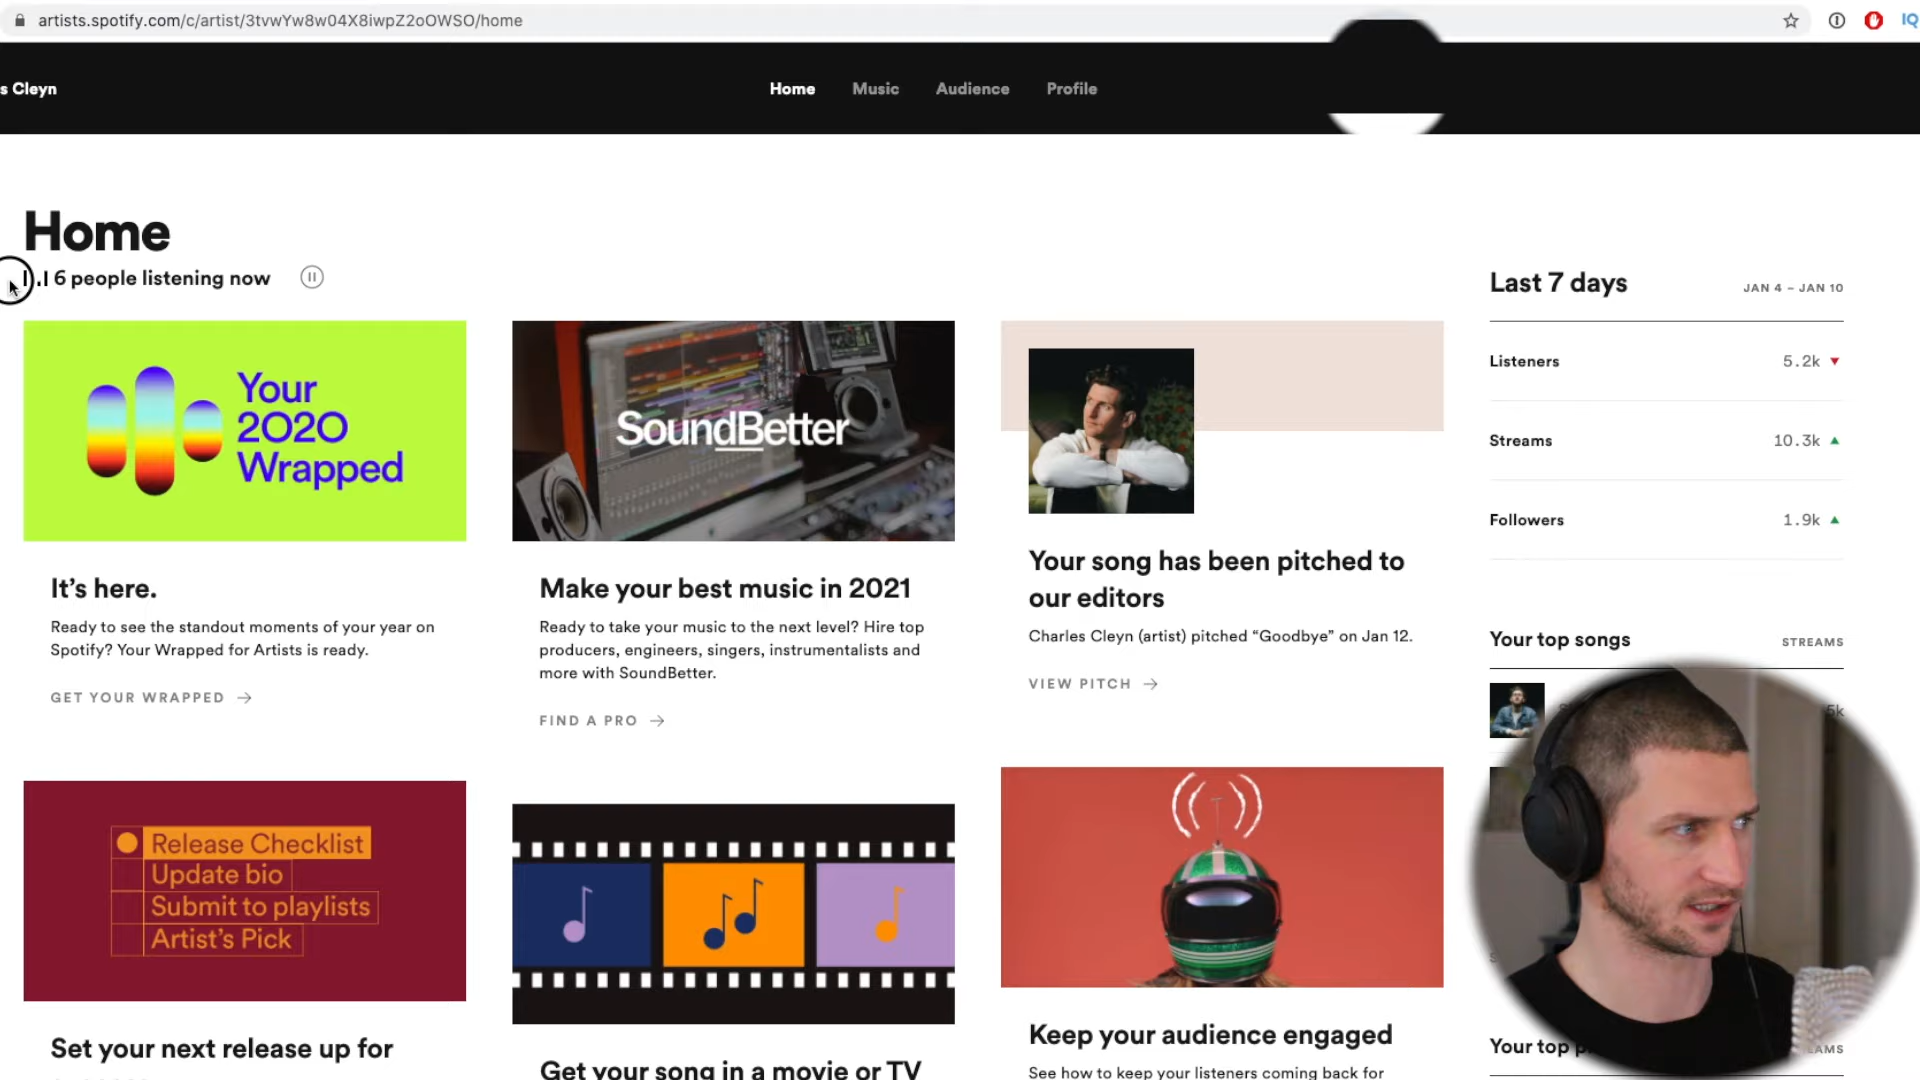 artists.spotify.com/c/artist/3tvwYw8w04X8iwpZ2oOWSO/home
IQ
s Cleyn
Home
Music
Audience
Profile
Home
6 people listening now
Your
2020
Wrapped
It's here.
Ready to see the standout moments of your year on
Spotify? Your Wrapped for Artists is ready.
GET YOUR WRAPPED →
SoundBetter
Make your best music in 2021
Ready to take your music to the next level? Hire top
producers, engineers, singers, instrumentalists and
more with SoundBetter.
FIND A PRO →
Your song has been pitched to
our editors
Charles Cleyn (artist) pitched “Goodbye” on Jan 12.
VIEW PITCH →
Last 7 days
JAN 4 – JAN 10
Listeners 5.2k
Streams 10.3k
Followers 1.9k
Your top songs
STREAMS
5k
Release Checklist
Update bio
Submit to playlists
Artist's Pick
Set your next release up for
Get your song in a movie or TV
Keep your audience engaged
See how to keep your listeners coming back for
Your top